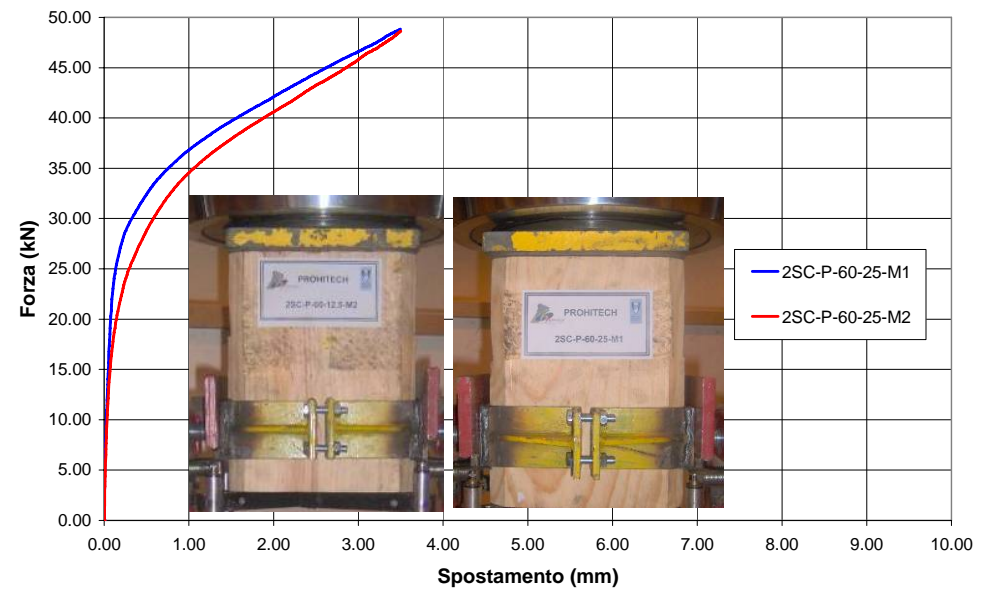 50.00
45.00
40.00
35.00
30.00
25.00
20.00
15.00
10.00
5.00
0.00
Forza (kN)
0.00 1.00 2.00 3.00 4.00 5.00 6.00 7.00 8.00 9.00 10.00
Spostamento (mm)
2SC-P-60-25-M1
2SC-P-60-25-M2
PROHITECH
2SC-P-60-12.5-M2
PROHITECH
2SC-P-60-25-M1